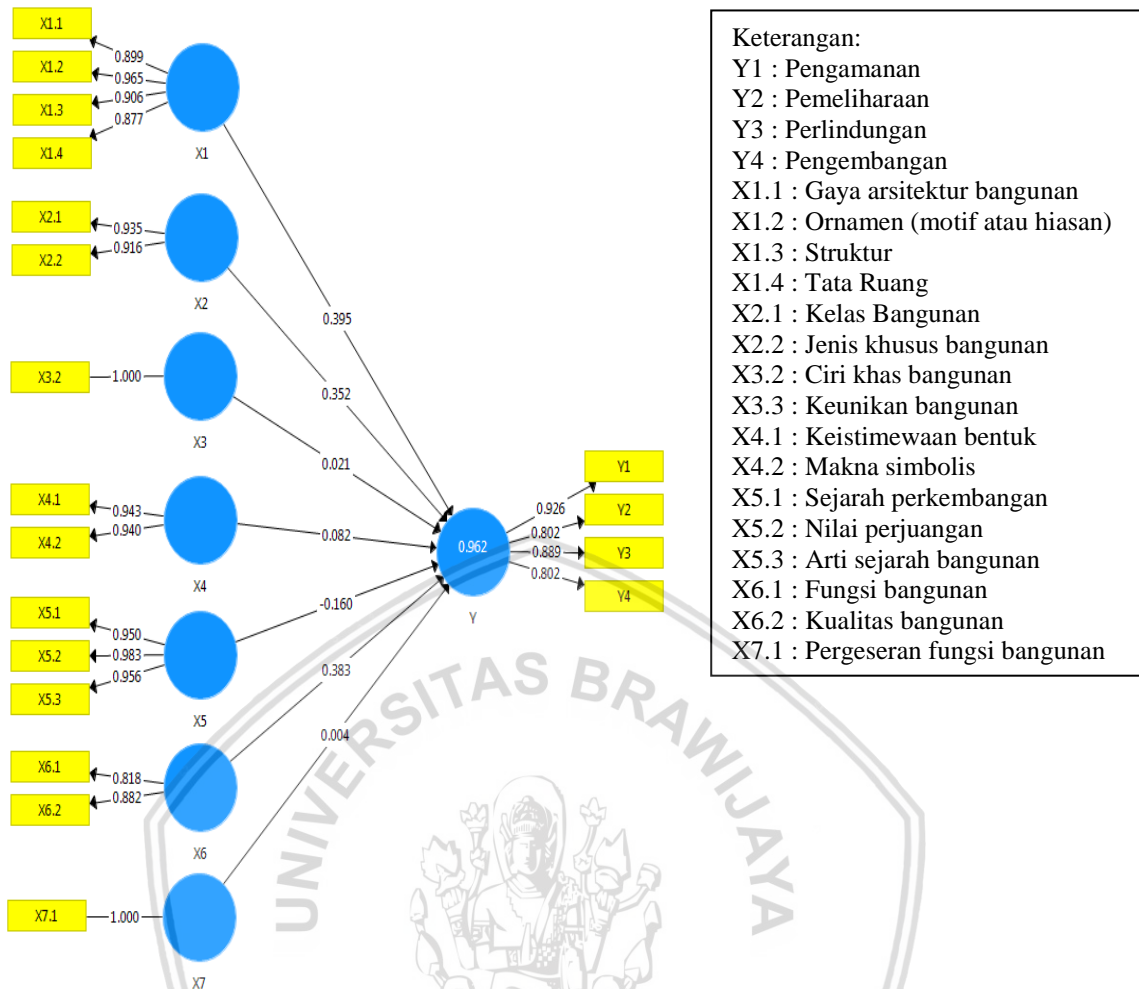 X1.1
X1.2
X1.3
X1.4
0.899
0.965
0.906
0.877
X1
X2.1
X2.2
0.935
0.916
X2
X3.2
1.000
X3
X4.1
X4.2
0.943
0.940
X4
X5.1
X5.2
X5.3
0.950
0.983
0.956
X5
X6.1
X6.2
0.818
0.882
X6
X7.1
1.000
X7
0.395
0.352
0.021
0.082
-0.160
0.383
0.004
0.962
Y
0.926
0.802
0.889
0.802
Y1
Y2
Y3
Y4
Keterangan:
Y1 : Pengamanan
Y2 : Pemeliharaan
Y3 : Perlindungan
Y4 : Pengembangan
X1.1 : Gaya arsitektur bangunan
X1.2 : Ornamen (motif atau hiasan)
X1.3 : Struktur
X1.4 : Tata Ruang
X2.1 : Kelas Bangunan
X2.2 : Jenis khusus bangunan
X3.2 : Ciri khas bangunan
X3.3 : Keunikan bangunan
X4.1 : Keistimewaan bentuk
X4.2 : Makna simbolis
X5.1 : Sejarah perkembangan
X5.2 : Nilai perjuangan
X5.3 : Arti sejarah bangunan
X6.1 : Fungsi bangunan
X6.2 : Kualitas bangunan
X7.1 : Pergeseran fungsi bangunan
UNIVERSITAS BRAWIJAYA